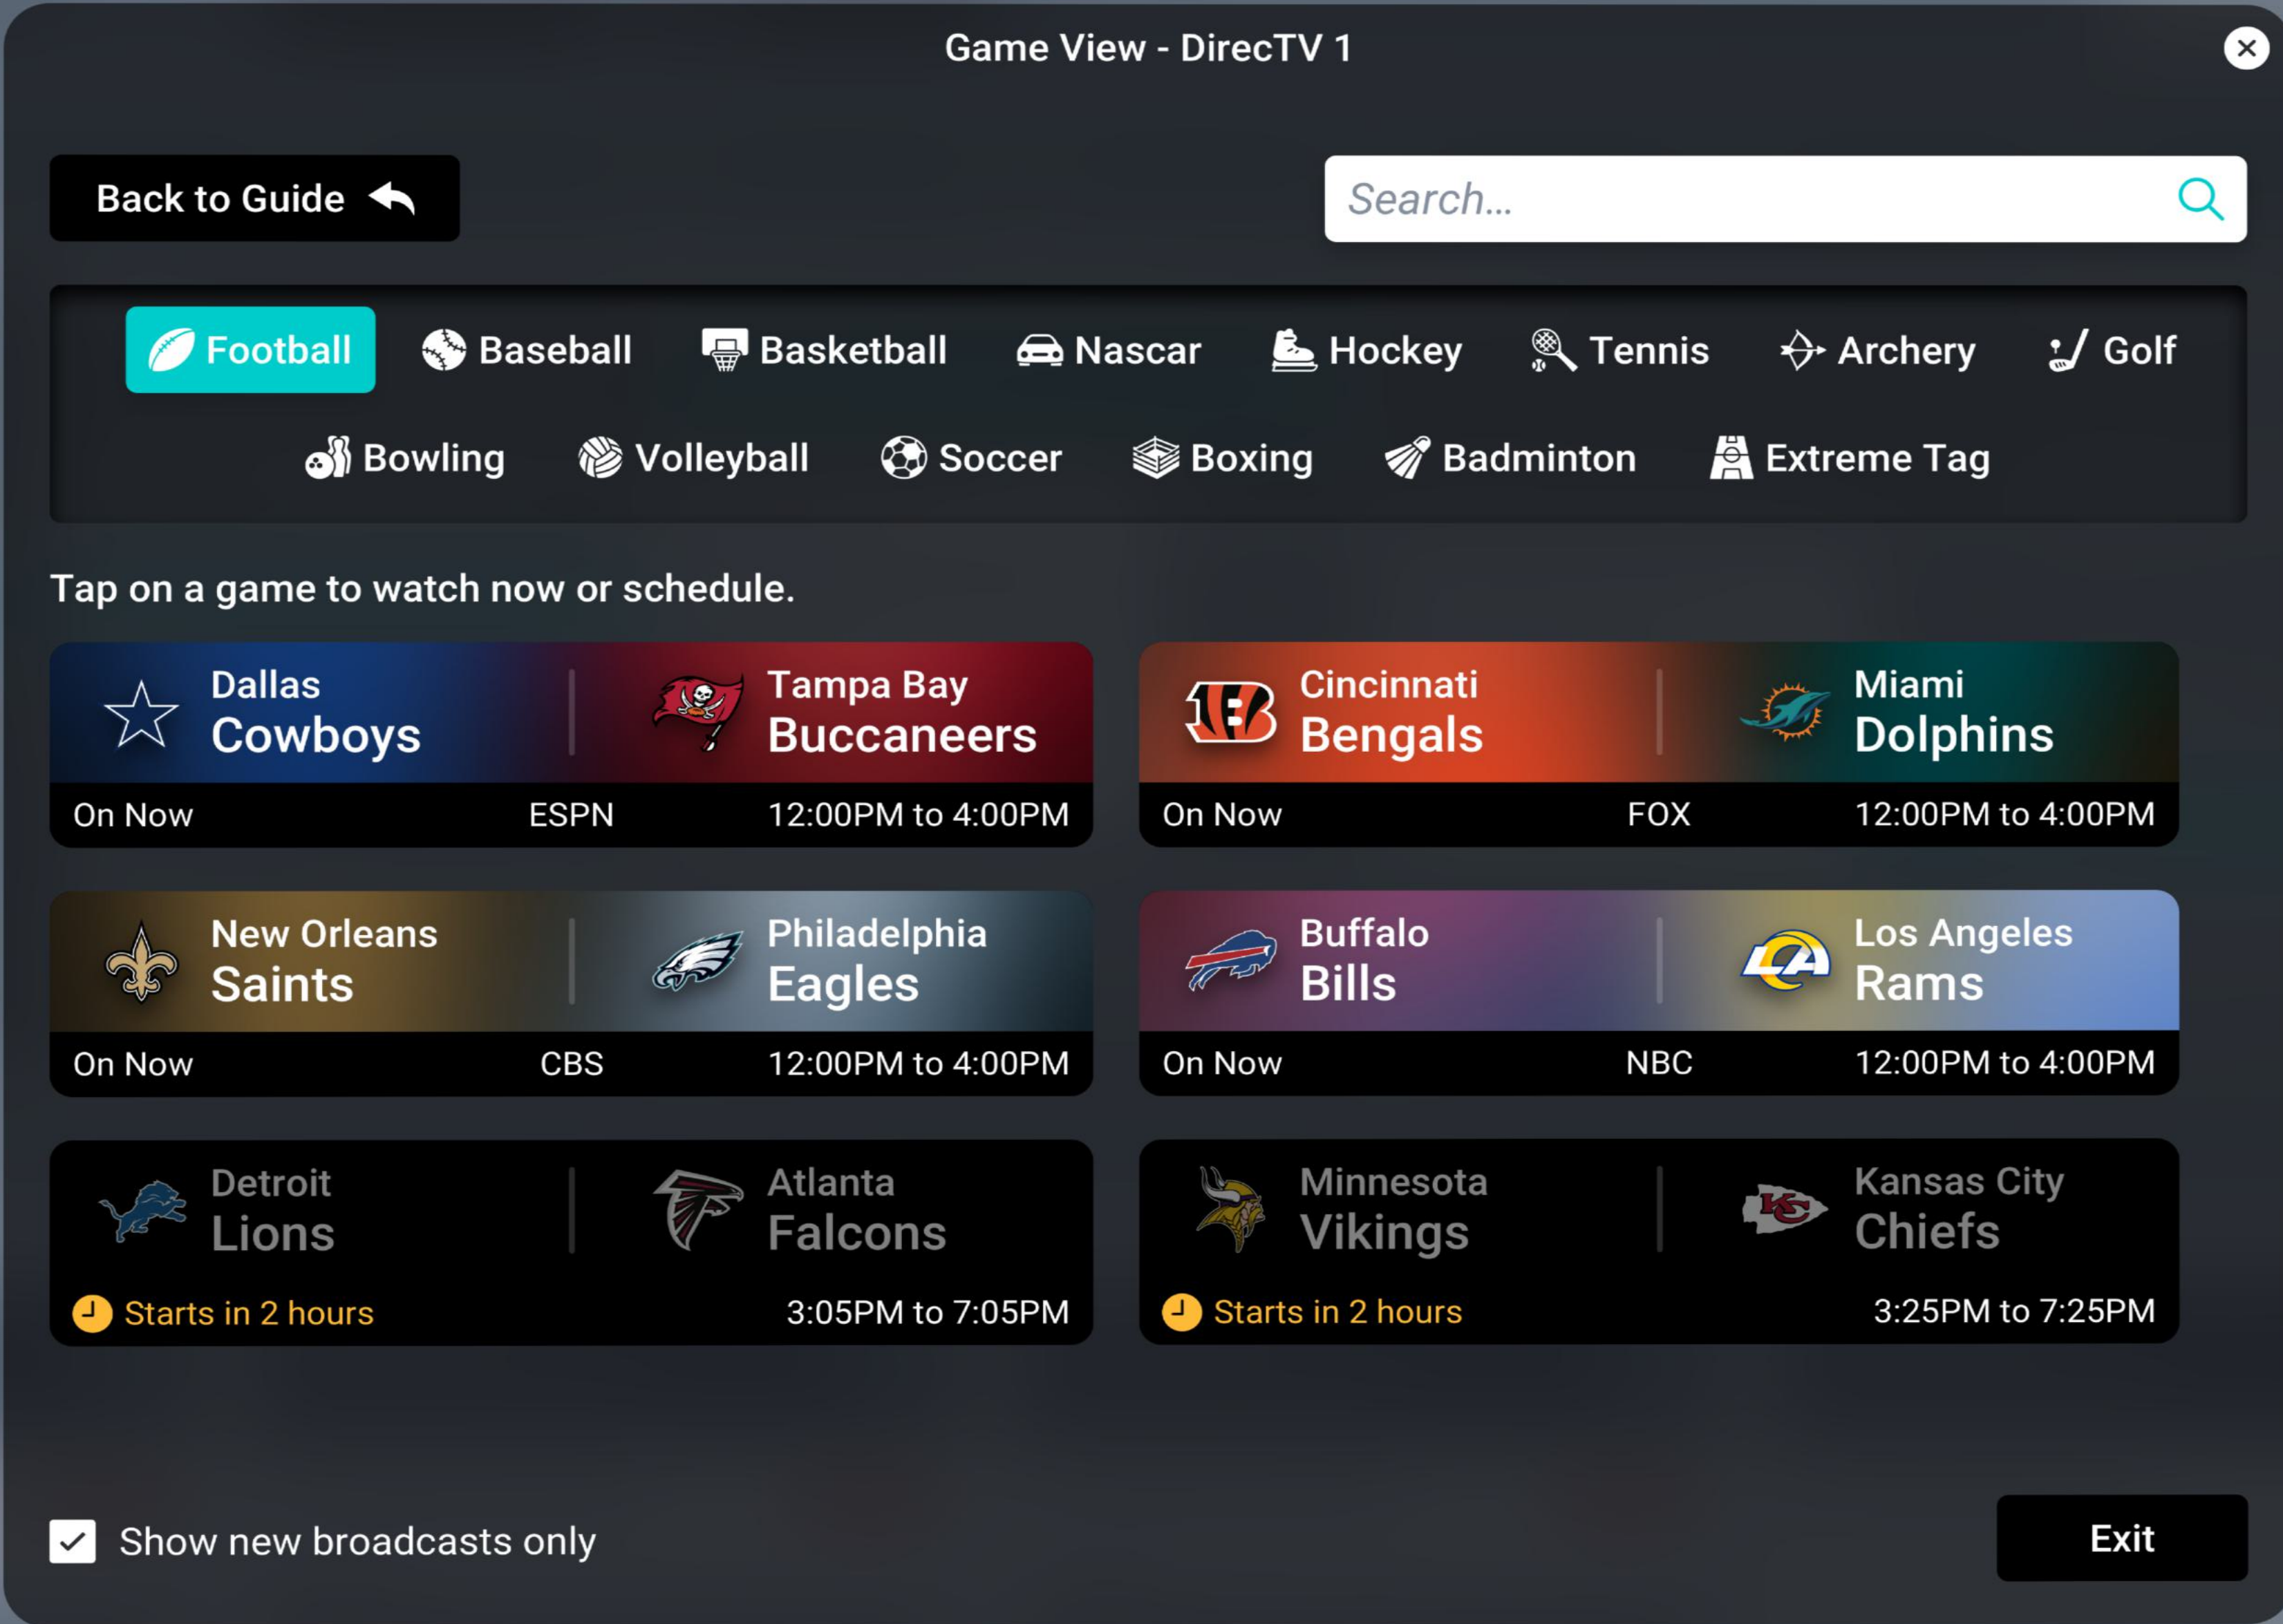 Game View - DirecTV 1
Back to Guide
Search...
Football Baseball Basketball Nascar Hockey Tennis Archery Golf
Bowling Volleyball Soccer Boxing Badminton Extreme Tag
Tap on a game to watch now or schedule.
Dallas
Cowboys
Tampa Bay
Buccaneers
On Now ESPN 12:00PM to 4:00PM
Cincinnati
Bengals
Miami
Dolphins
On Now FOX 12:00PM to 4:00PM
New Orleans
Saints
Philadelphia
Eagles
On Now CBS 12:00PM to 4:00PM
Buffalo
Bills
LA
Los Angeles
Rams
On Now NBC 12:00PM to 4:00PM
Detroit
Lions
Atlanta
Falcons
Starts in 2 hours 3:05PM to 7:05PM
Minnesota
Vikings
KC
Kansas City
Chiefs
Starts in 2 hours 3:25PM to 7:25PM
Show new broadcasts only
Exit